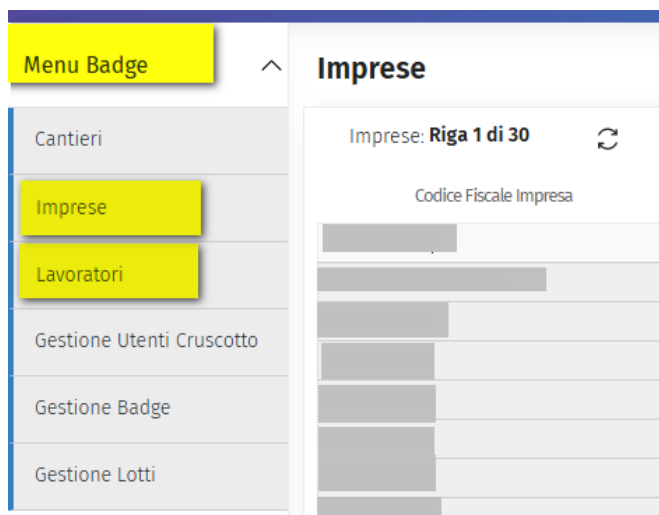 Menu Badge
Cantieri
Imprese
Lavoratori
Gestione Utenti Cruscotto
Gestione Badge
Gestione Lotti
Imprese
Imprese: Riga 1 di 30
Codice Fiscale Impresa